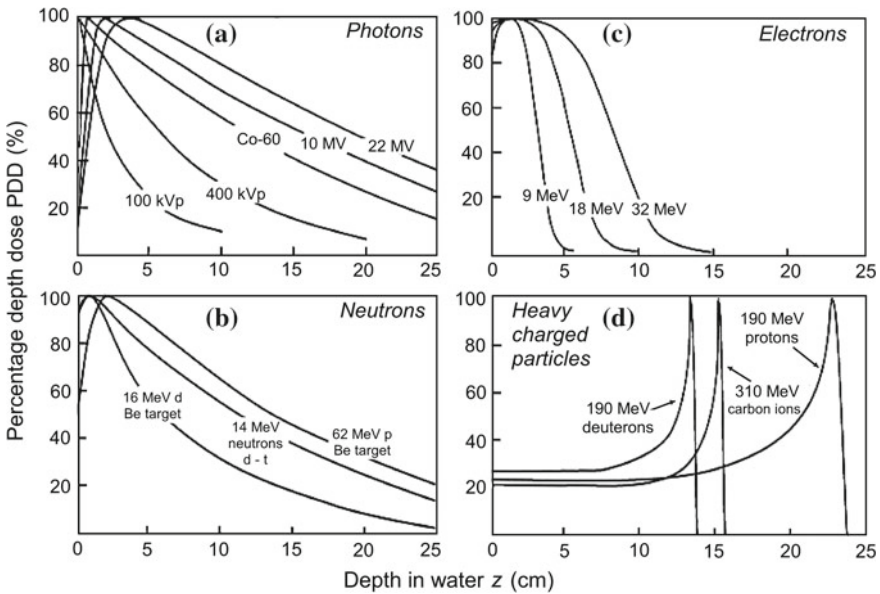 Percentage depth dose PDD (%)
100
80
60
40
20
0
5
10
15
20
25
(a)
Photons
Co-60
10 MV
22 MV
100 kVp
400 kVp
(c)
Electrons
100
80
60
40
20
0
5
10
15
20
25
9 MeV
18 MeV
32 MeV
100
80
60
40
20
0
5
10
15
20
25
(b)
Neutrons
16 MeV d
Be target
14 MeV
neutrons
d - t
62 MeV p
Be target
Heavy
charged
particles
(d)
190 MeV
protons
190 MeV
deuterons
310 MeV
carbon ions
100
80
60
40
20
0
5
10
15
20
25
Depth in water z (cm)